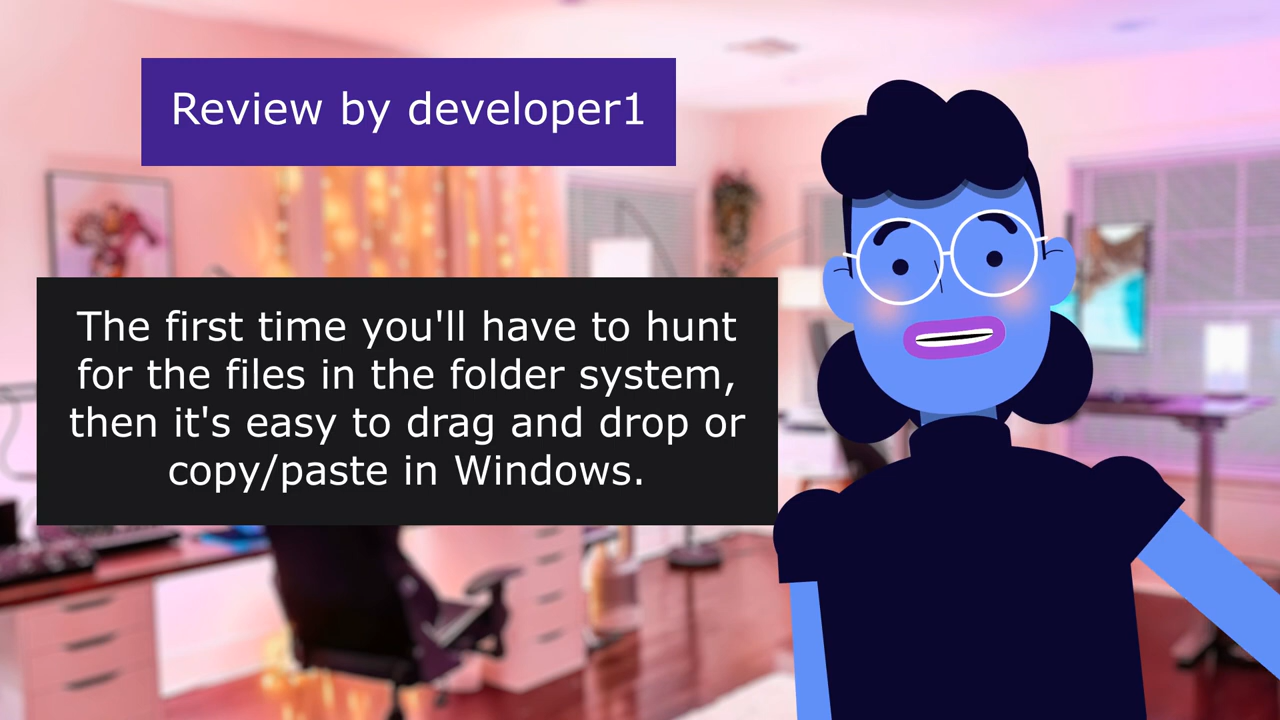 Review by developer1
The first time you'll have to hunt
for the files in the folder system,
then it's easy to drag and drop or
copy/paste in Windows.